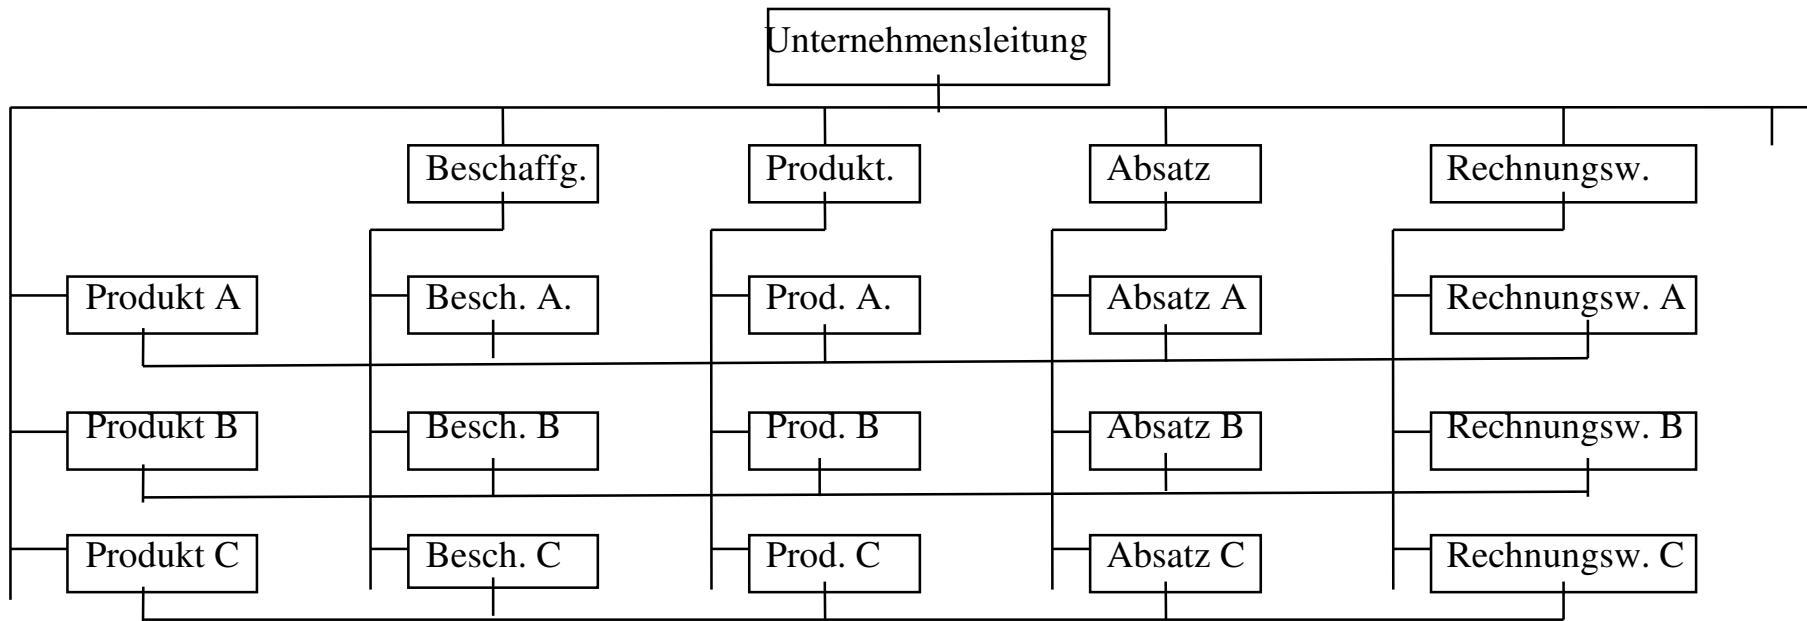 Unternehmensleitung
Beschaffg.
Produkt.
Absatz
Rechnungsw.
Produkt A
Besch. A.
Prod. A.
Absatz A
Rechnungsw. A
Produkt B
Besch. B
Prod. B
Absatz B
Rechnungsw. B
Produkt C
Besch. C
Prod. C
Absatz C
Rechnungsw. C